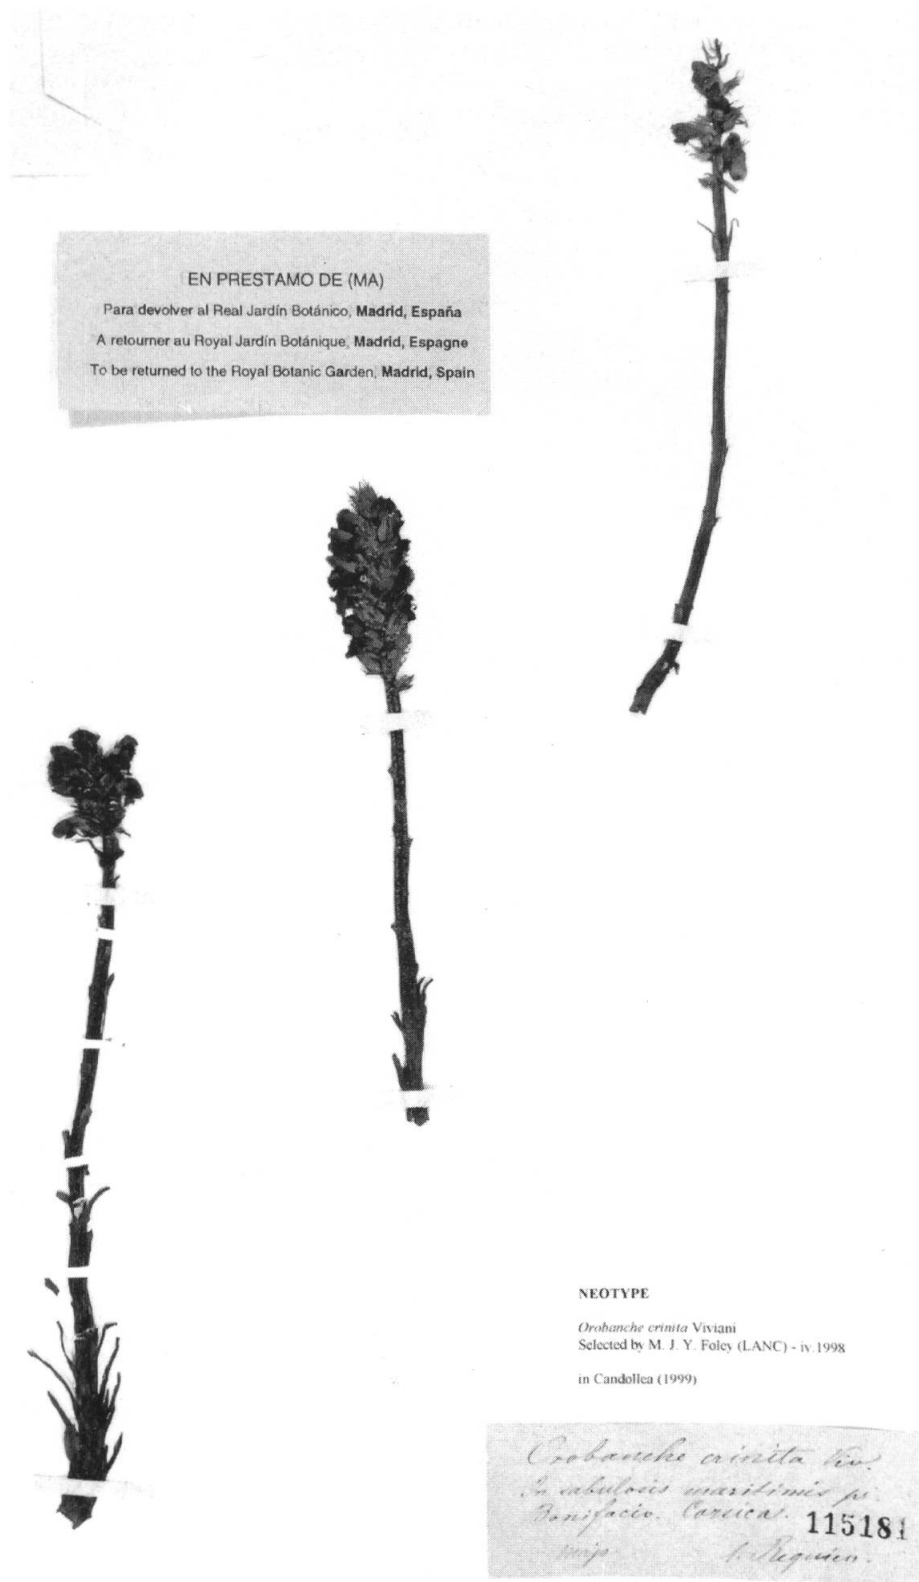 EN PRESTAMO DE (MA)
Para devolver al Real Jardín Botánico, Madrid, España
A retourner au Royal Jardín Botánique, Madrid, Espagne
To be returned to the Royal Botanic Garden, Madrid, Spain
NEOTYPE
Orobanche crinita Viviani
Selected by M. J. Y. Foley (LANC) - iv.1998
in Candollea (1999)
Orobanche crinita Viv.
In sabulosis maritimis
Bonifacio. Corsica.
115181
Requien.